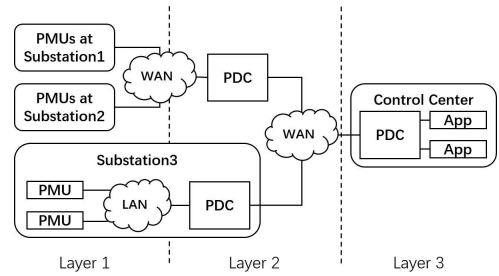 PMUs at
Substation1
WAN
PDC
PMUs at
Substation2
Control Center
WAN
PDC
App
App
Substation3
PMU
LAN
PDC
PMU
Layer 1
Layer 2
Layer 3